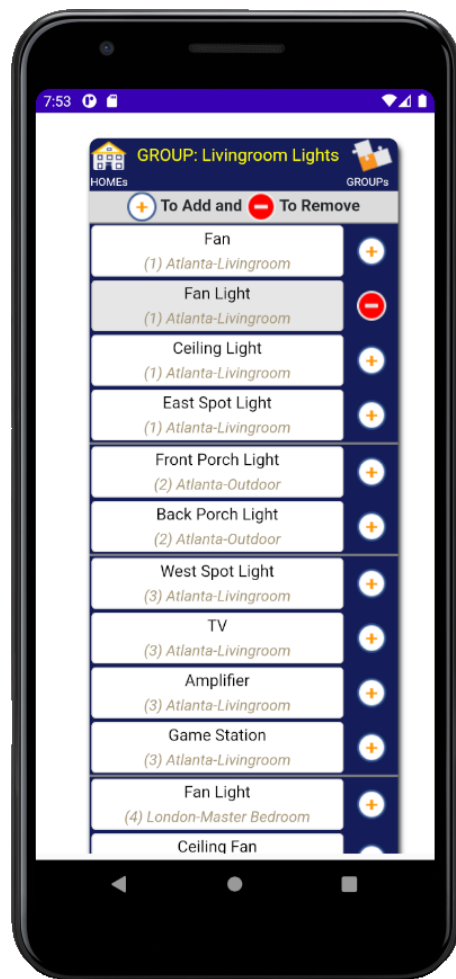 7:53
GROUP: Livingroom Lights
HOMEs
GROUPs
+ To Add and − To Remove
Fan
(1) Atlanta-Livingroom
+
Fan Light
(1) Atlanta-Livingroom
−
Ceiling Light
(1) Atlanta-Livingroom
+
East Spot Light
(1) Atlanta-Livingroom
+
Front Porch Light
(2) Atlanta-Outdoor
+
Back Porch Light
(2) Atlanta-Outdoor
+
West Spot Light
(3) Atlanta-Livingroom
+
TV
(3) Atlanta-Livingroom
+
Amplifier
(3) Atlanta-Livingroom
+
Game Station
(3) Atlanta-Livingroom
+
Fan Light
(4) London-Master Bedroom
+
Ceiling Fan